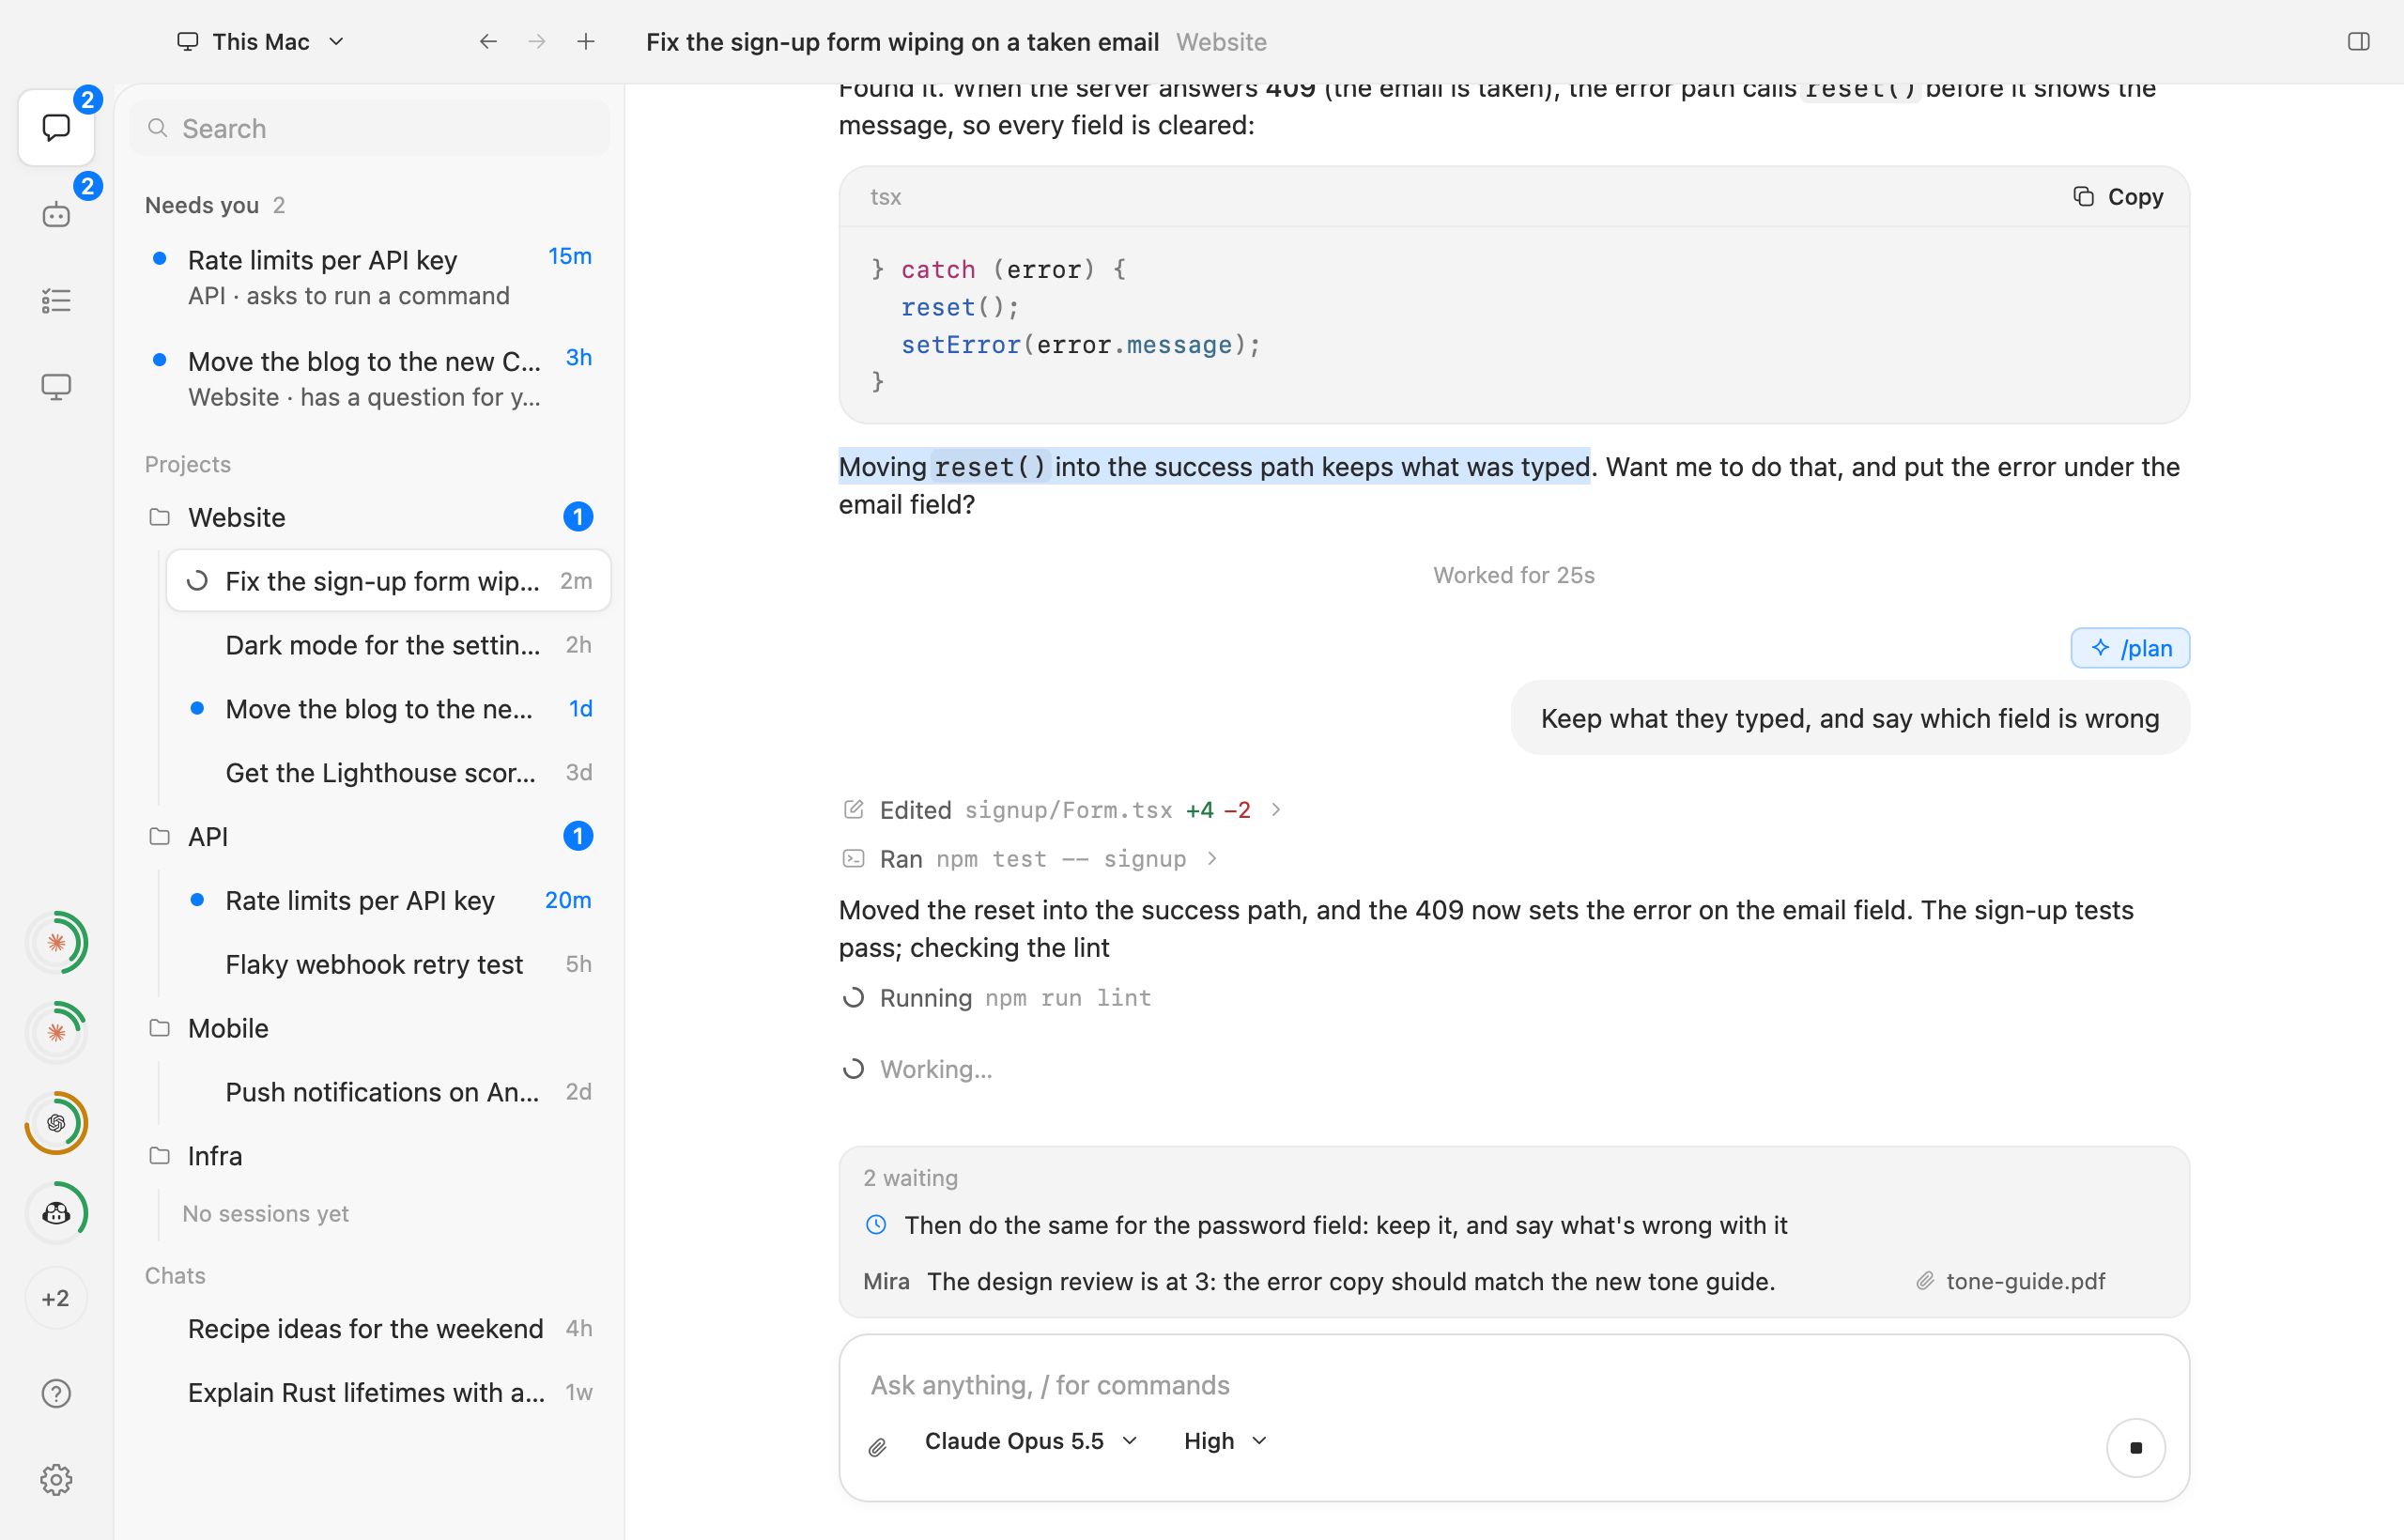 This Mac
Fix the sign-up form wiping on a taken email Website
2
2
Search
Needs you 2
Rate limits per API key 15m
API · asks to run a command
Move the blog to the new C... 3h
Website · has a question for y...
Projects
Website 1
Fix the sign-up form wip... 2m
Dark mode for the settin... 2h
Move the blog to the ne... 1d
Get the Lighthouse scor... 3d
API 1
Rate limits per API key 20m
Flaky webhook retry test 5h
Mobile
Push notifications on An... 2d
Infra
No sessions yet
Chats
Recipe ideas for the weekend 4h
Explain Rust lifetimes with a... 1w
+2
Found it. When the server answers 409 (the email is taken), the error path calls reset() before it shows the
message, so every field is cleared:
tsx Copy
} catch (error) {
reset();
setError(error.message);
}
Moving reset() into the success path keeps what was typed. Want me to do that, and put the error under the
email field?
Worked for 25s
/plan
Keep what they typed, and say which field is wrong
Edited signup/Form.tsx +4 −2
Ran npm test -- signup
Moved the reset into the success path, and the 409 now sets the error on the email field. The sign-up tests
pass; checking the lint
Running npm run lint
Working...
2 waiting
Then do the same for the password field: keep it, and say what's wrong with it
Mira The design review is at 3: the error copy should match the new tone guide. tone-guide.pdf
Ask anything, / for commands
Claude Opus 5.5 High